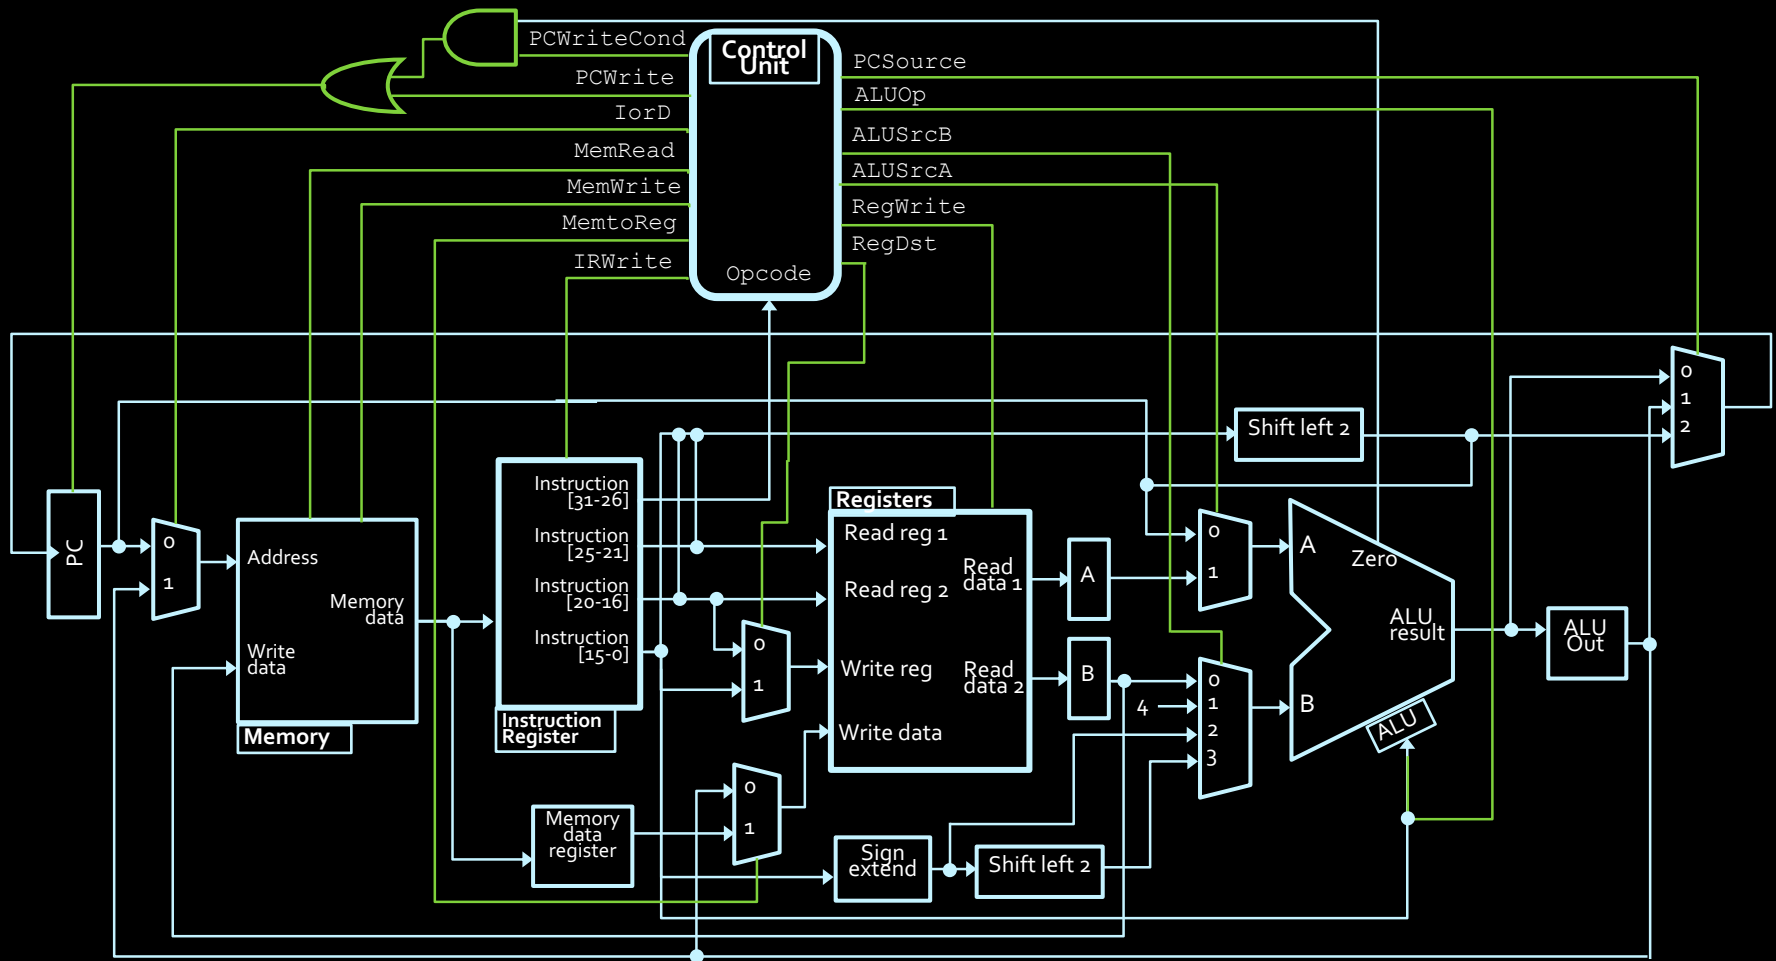 PCWriteCond
PCWrite
IorD
MemRead
MemWrite
MemtoReg
IRWrite
Control
Unit
Opcode
PCSource
ALUOp
ALUSrcB
ALUSrcA
RegWrite
RegDst
PC
0
1
Address
Memory
data
Write
data
Memory
Instruction
[31-26]
Instruction
[25-21]
Instruction
[20-16]
Instruction
[15-0]
Instruction
Register
0
1
Memory
data
register
0
1
Registers
Read reg 1
Read reg 2
Write reg
Write data
Read
data 1
Read
data 2
Sign
extend
Shift left 2
A
B
4
0
1
0
1
2
3
Shift left 2
A
B
Zero
ALU
result
ALU
ALU
Out
0
1
2